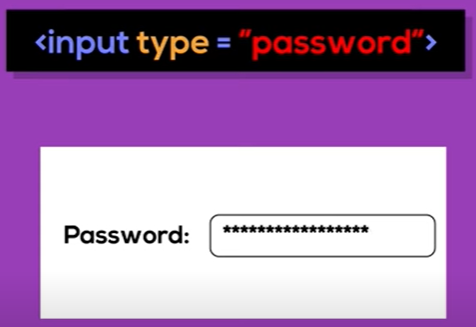 <input type = "password">
Password: *****************